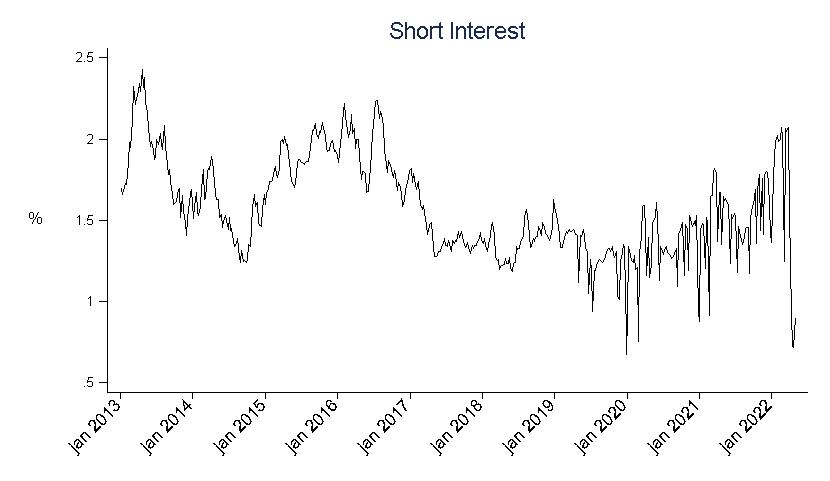 Short Interest
2.5
2
1.5
1
.5
%
Jan 2013
Jan 2014
Jan 2015
Jan 2016
Jan 2017
Jan 2018
Jan 2019
Jan 2020
Jan 2021
Jan 2022